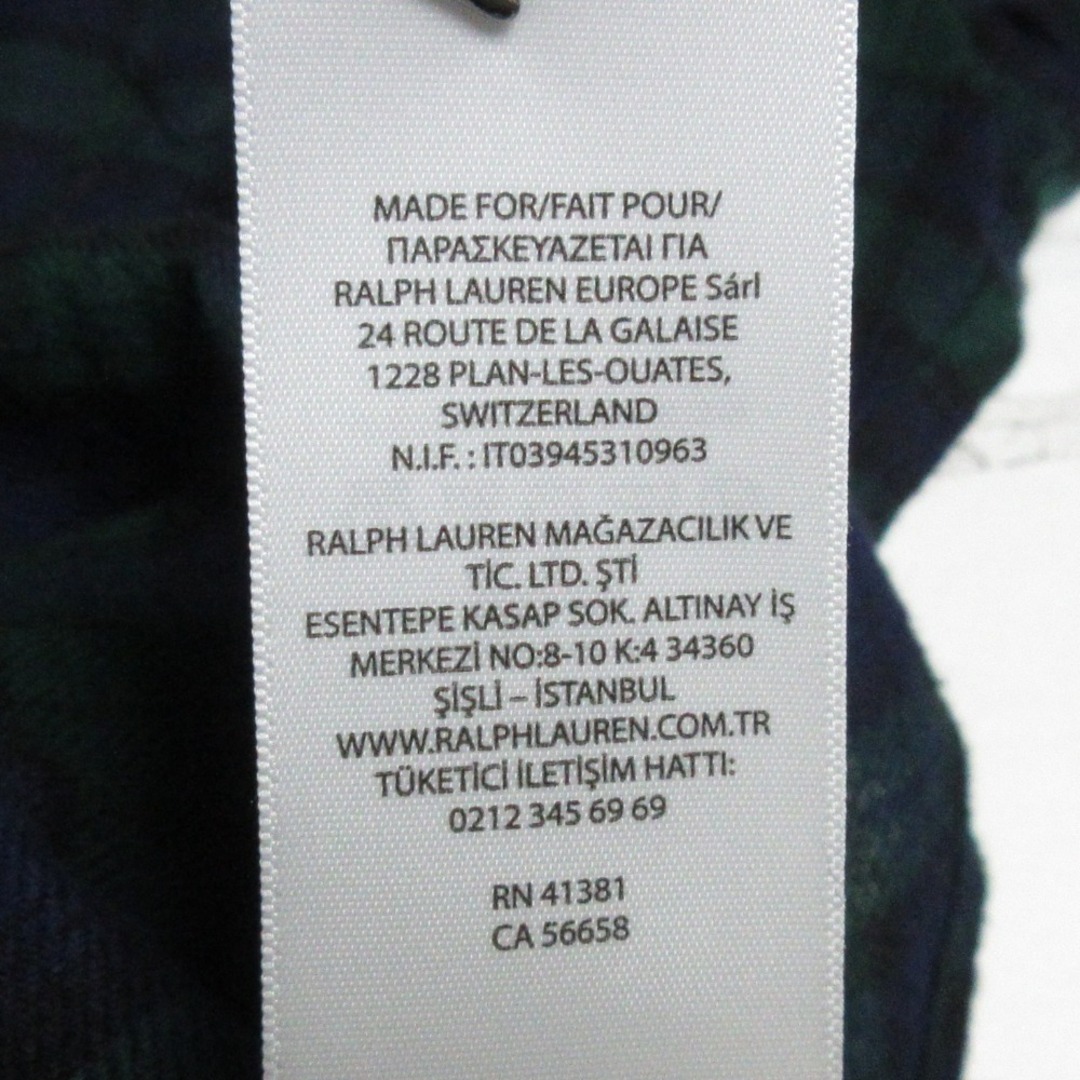 MADE FOR/FAIT POUR/
ΠΑΡΑΣΚΕΥΑΖΕΤΑΙ ΓΙΑ
RALPH LAUREN EUROPE Sárl
24 ROUTE DE LA GALAISE
1228 PLAN-LES-OUATES,
SWITZERLAND
N.I.F. : IT03945310963
RALPH LAUREN MAĞAZACILIK VE
TİC. LTD. ŞTİ
ESENTEPE KASAP SOK. ALTINAY İŞ
MERKEZİ NO:8-10 K:4 34360
ŞİŞLİ – İSTANBUL
WWW.RALPHLAUREN.COM.TR
TÜKETİCİ İLETİŞİM HATTI:
0212 345 69 69
RN 41381
CA 56658